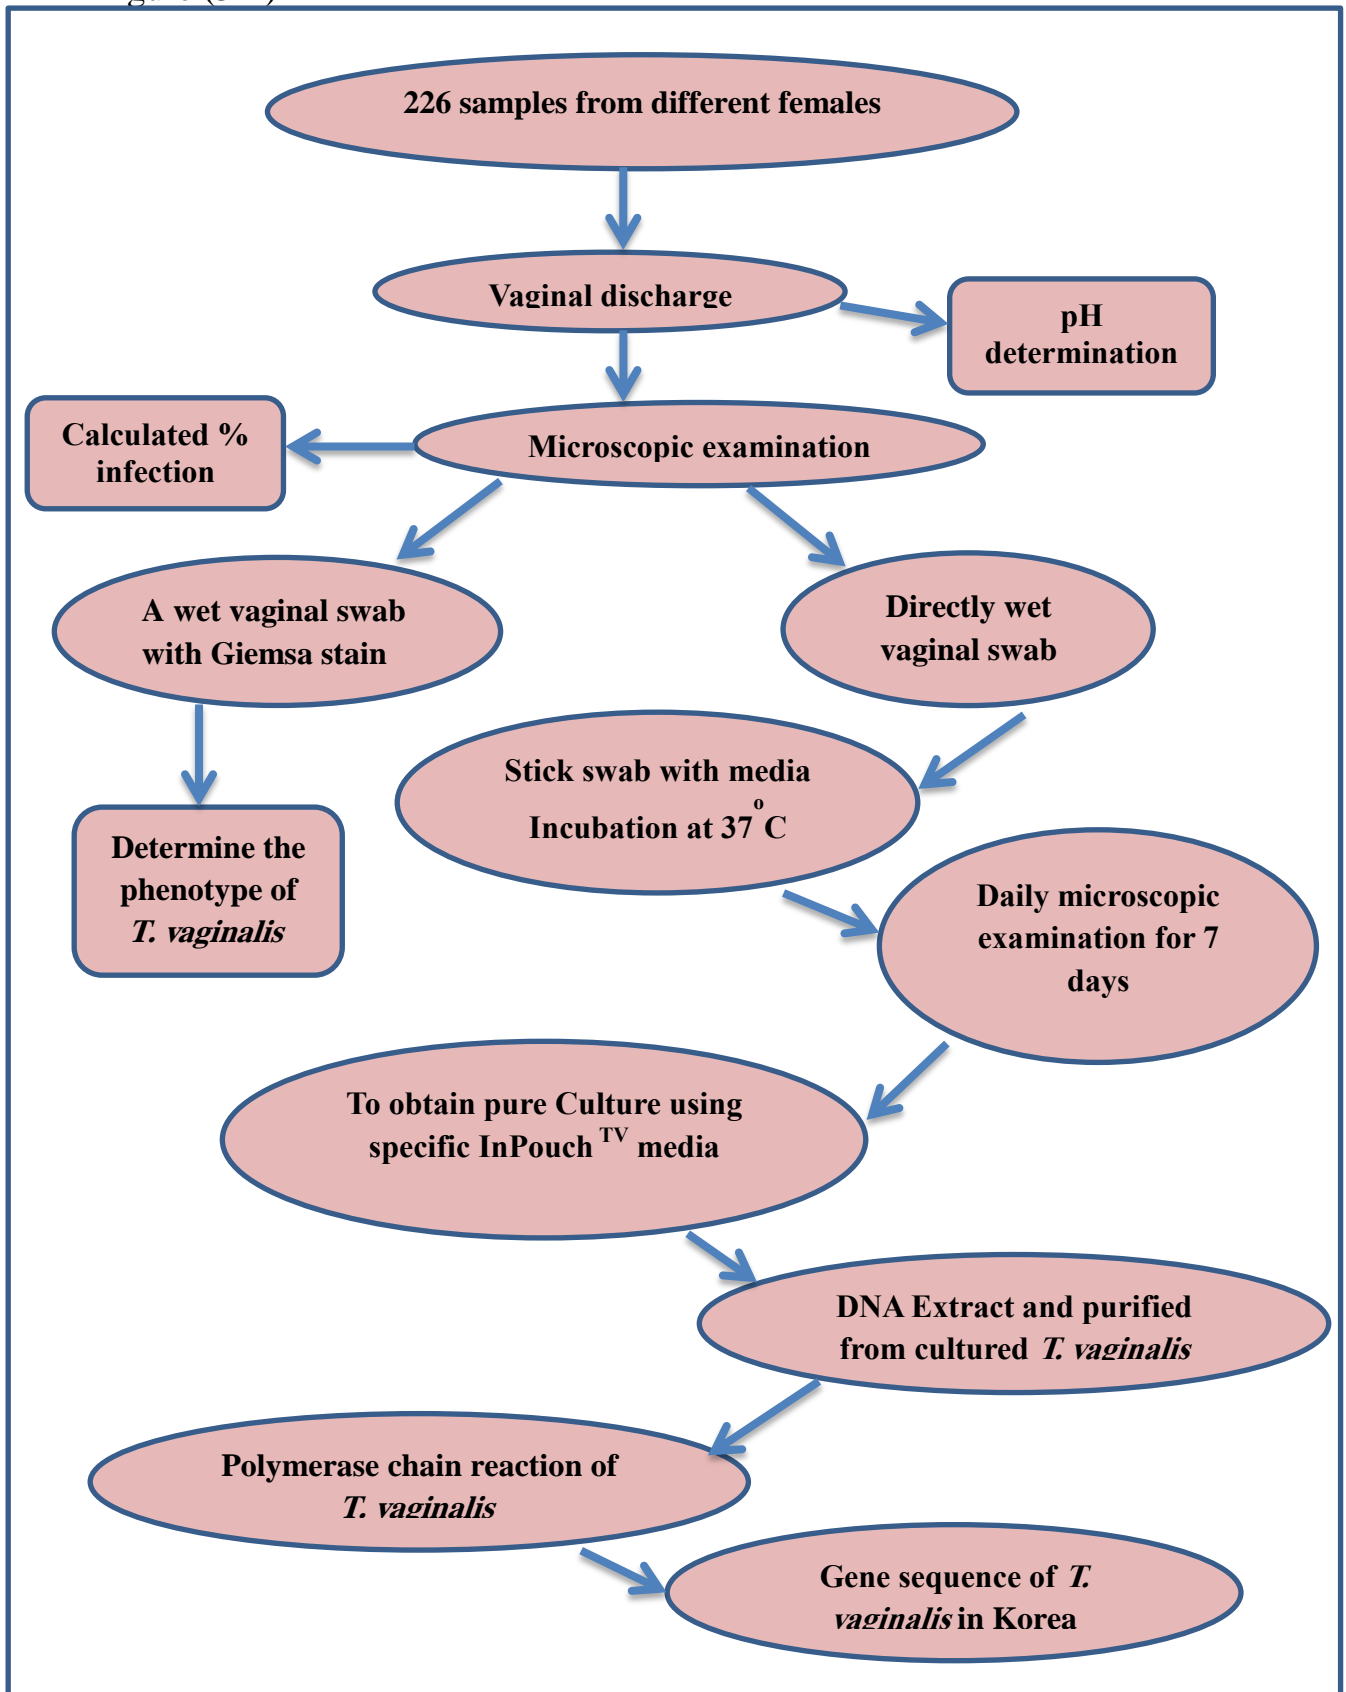 226 samples from different females
Vaginal discharge
pH
determination
Calculated %
infection
Microscopic examination
A wet vaginal swab
with Giemsa stain
Directly wet
vaginal swab
Stick swab with media
Incubation at 37°C
Determine the
phenotype of
T. vaginalis
Daily microscopic
examination for 7
days
To obtain pure Culture using
specific InPouch TV media
DNA Extract and purified
from cultured T. vaginalis
Polymerase chain reaction of
T. vaginalis
Gene sequence of T.
vaginalis in Korea